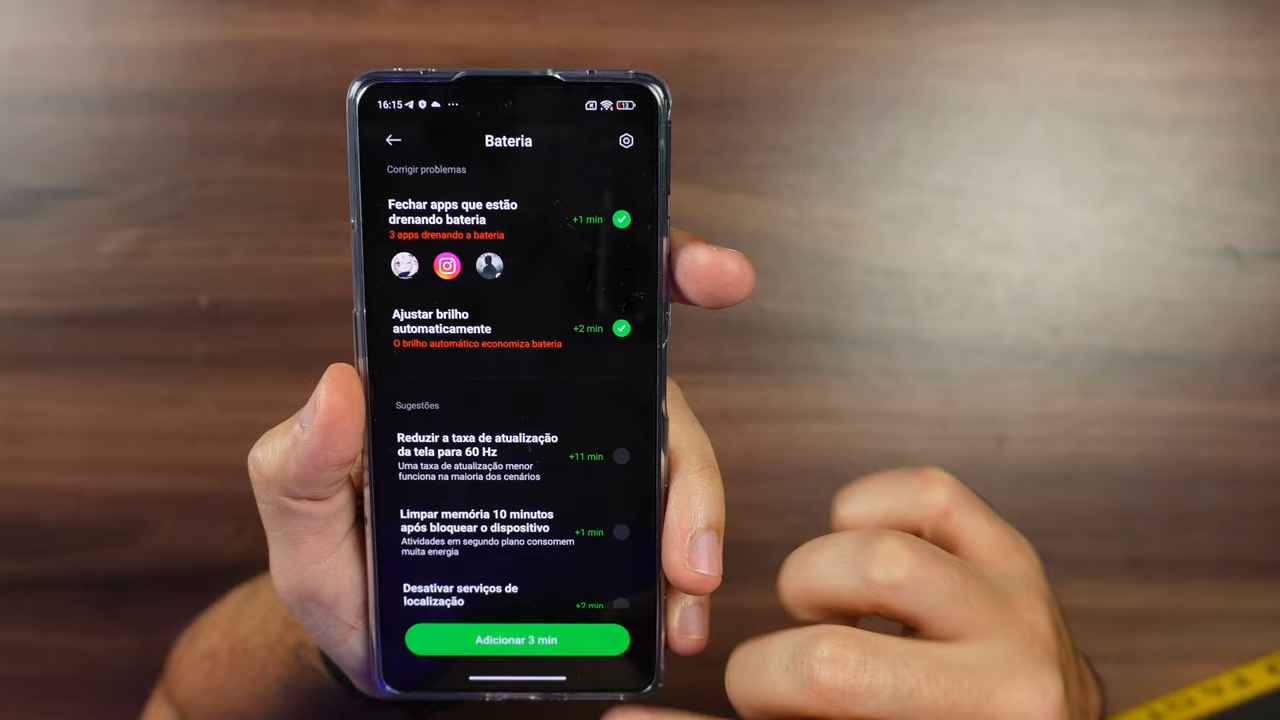 16:15
13
Bateria
Corrigir problemas
Fechar apps que estão
drenando bateria
+1 min
3 apps drenando a bateria
Ajustar brilho
automaticamente
+2 min
O brilho automático economiza bateria
Sugestões
Reduzir a taxa de atualização
da tela para 60 Hz
+11 min
Uma taxa de atualização menor
funciona na maioria dos cenários
Limpar memória 10 minutos
após bloquear o dispositivo
+1 min
Atividades em segundo plano consomem
muita energia
Desativar serviços de
localização
+2 min
Adicionar 3 min